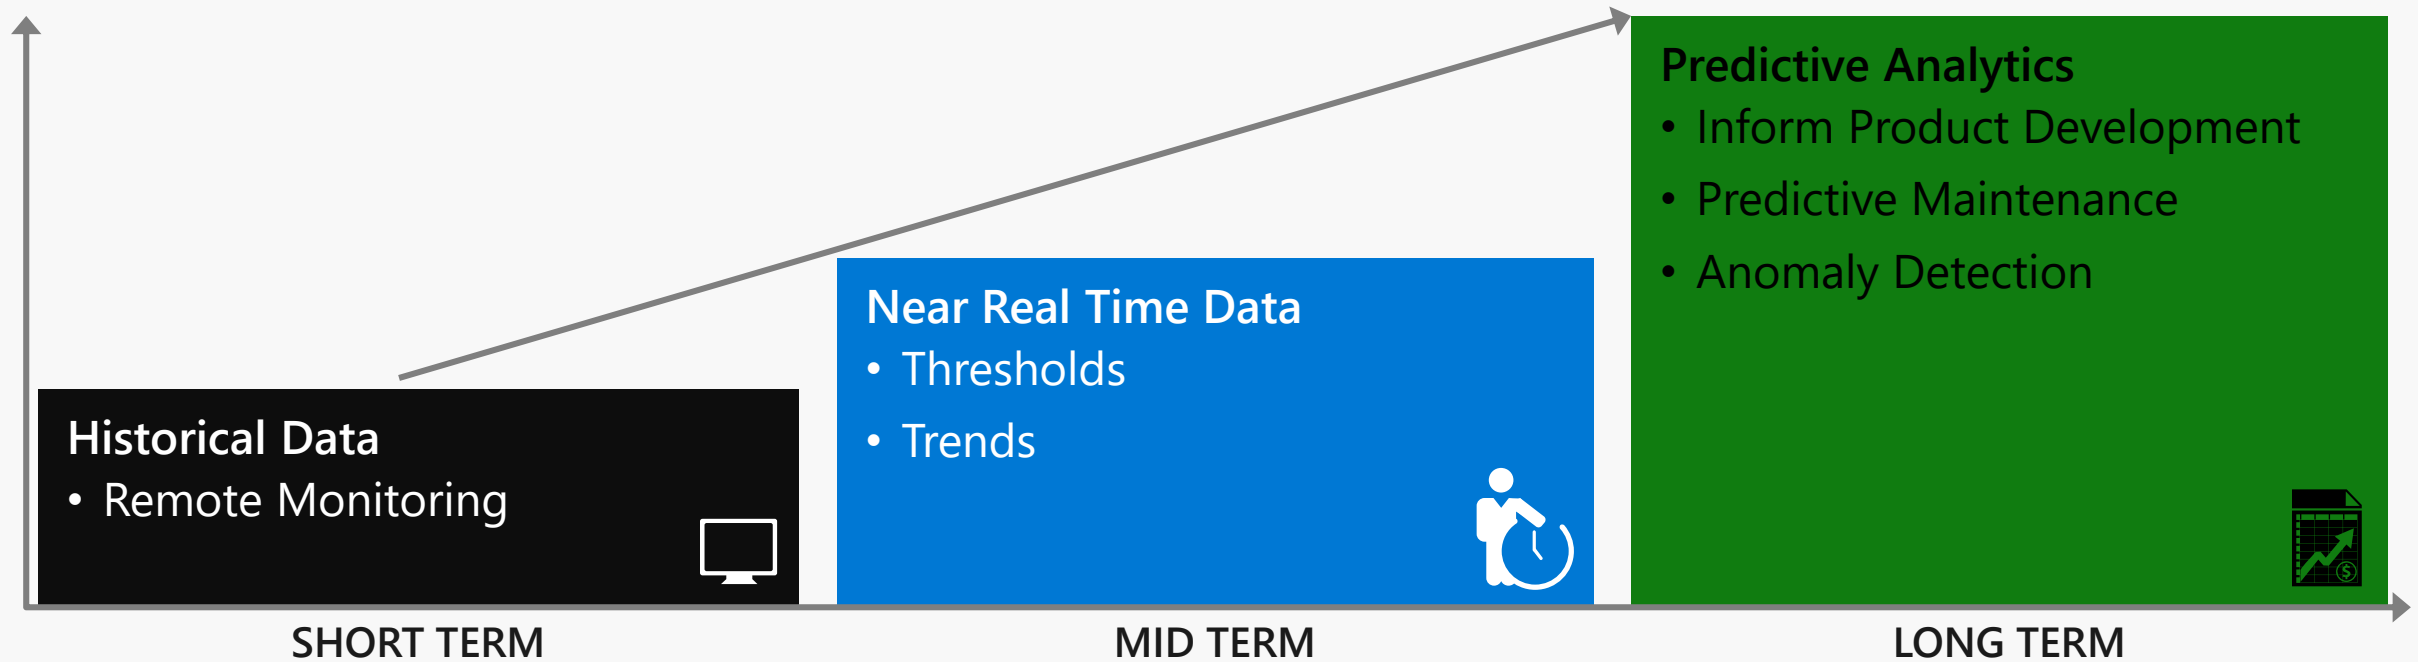 Historical Data
• Remote Monitoring
Near Real Time Data
• Thresholds
• Trends
Predictive Analytics
• Inform Product Development
• Predictive Maintenance
• Anomaly Detection
$
SHORT TERM
MID TERM
LONG TERM